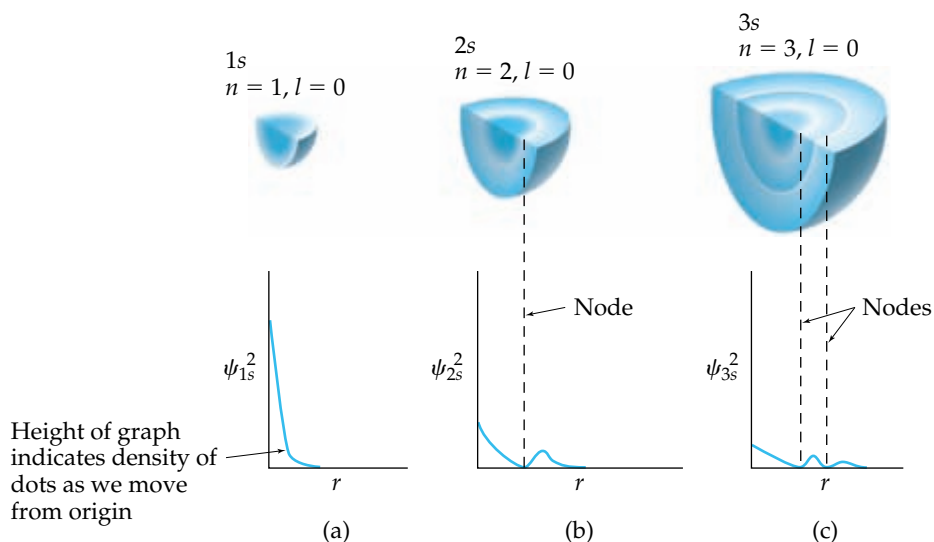 1s
n = 1, l = 0
2s
n = 2, l = 0
3s
n = 3, l = 0
Node
Nodes
ψ1s²
ψ2s²
ψ3s²
Height of graph
indicates density of
dots as we move
from origin
r
r
r
(a)
(b)
(c)